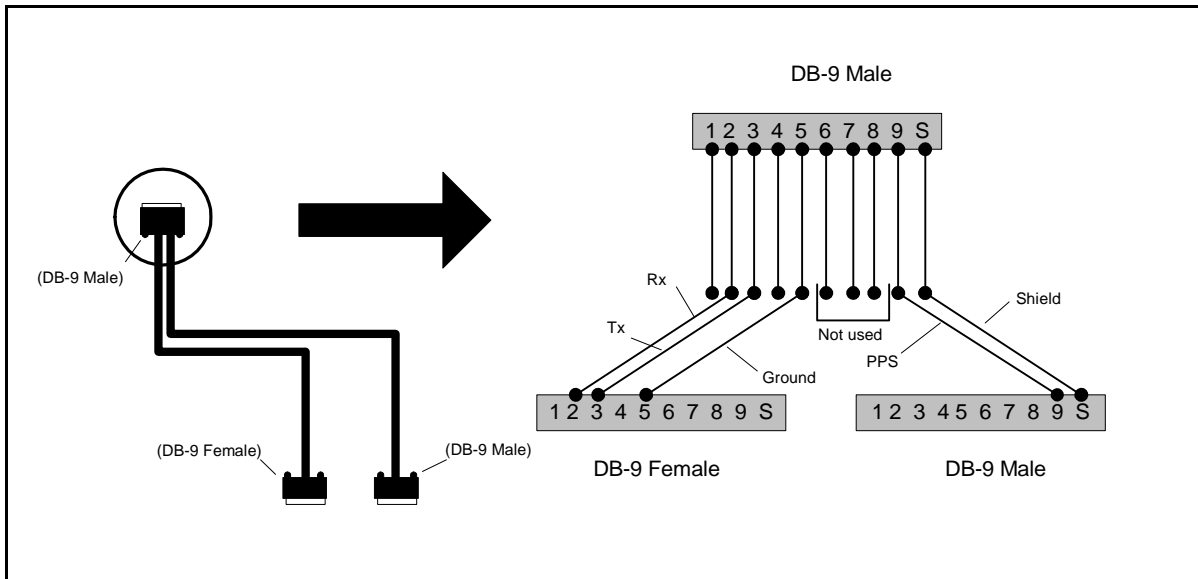 DB-9 Male
1 2 3 4 5 6 7 8 9 S
(DB-9 Male)
Rx
Tx
Ground
Not used
PPS
Shield
1 2 3 4 5 6 7 8 9 S
1 2 3 4 5 6 7 8 9 S
(DB-9 Female)
(DB-9 Male)
DB-9 Female
DB-9 Male